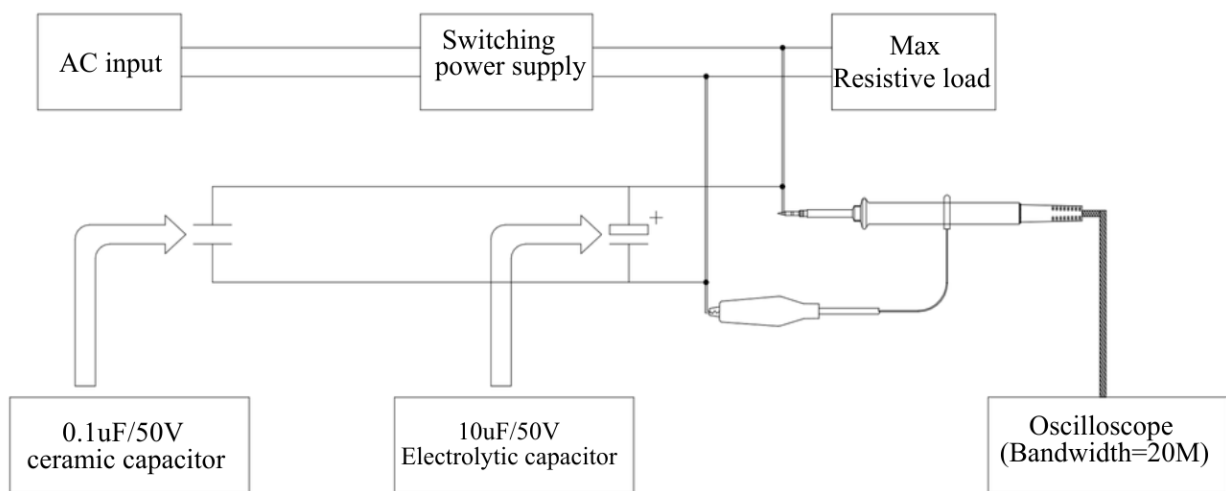 AC input
Switching
power supply
Max
Resistive load
+
0.1uF/50V
ceramic capacitor
10uF/50V
Electrolytic capacitor
Oscilloscope
(Bandwidth=20M)